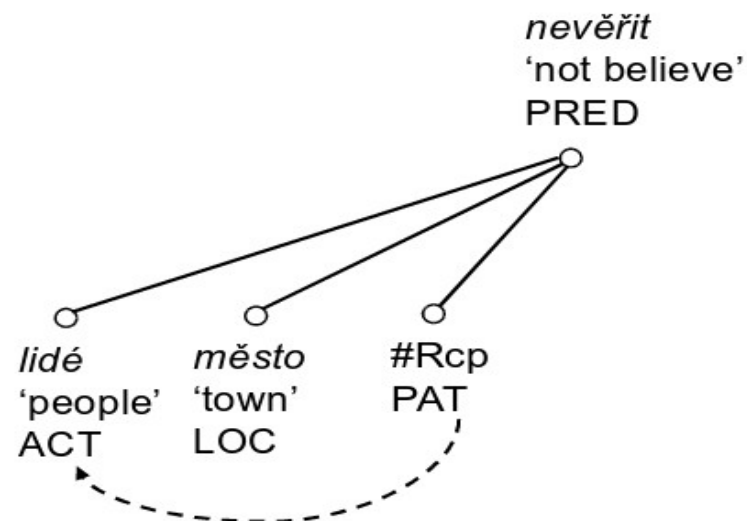 nevěřit
‘not believe’
PRED
lidé
‘people’
ACT
město
‘town’
LOC
#Rcp
PAT